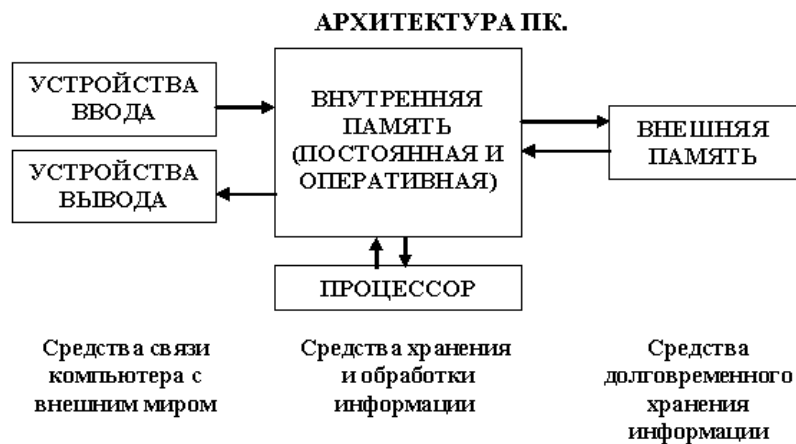 АРХИТЕКТУРА ПК.
УСТРОЙСТВА
ВВОДА
УСТРОЙСТВА
ВЫВОДА
ВНУТРЕННЯЯ
ПАМЯТЬ
(ПОСТОЯННАЯ И
ОПЕРАТИВНАЯ)
ВНЕШНЯЯ
ПАМЯТЬ
ПРОЦЕССОР
Средства связи
компьютера с
внешним миром
Средства хранения
и обработки
информации
Средства
долговременного
хранения
информации